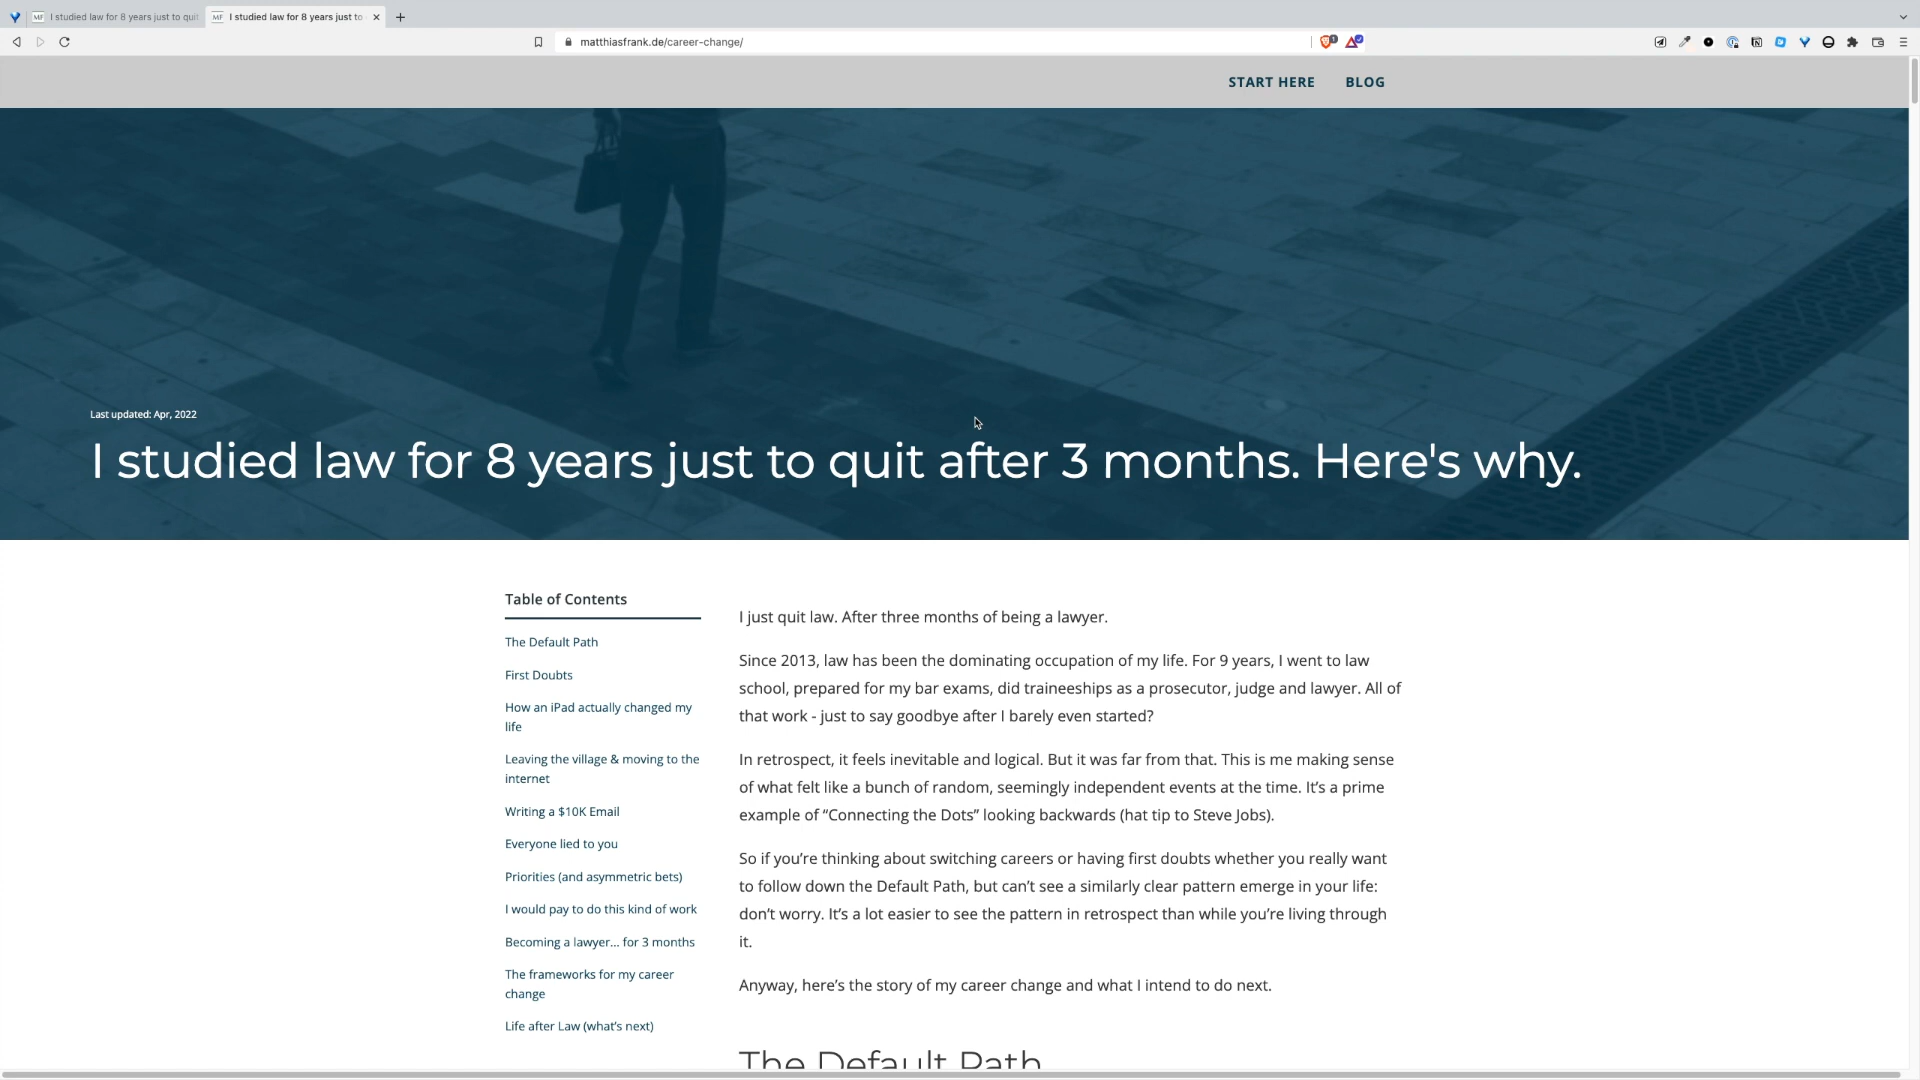 I studied law for 8 years just to quit
I studied law for 8 years just to
matthiasfrank.de/career-change/
START HERE
BLOG
Last updated: Apr, 2022
I studied law for 8 years just to quit after 3 months. Here's why.
Table of Contents
The Default Path
First Doubts
How an iPad actually changed my
life
Leaving the village & moving to the
internet
Writing a $10K Email
Everyone lied to you
Priorities (and asymmetric bets)
I would pay to do this kind of work
Becoming a lawyer... for 3 months
The frameworks for my career
change
Life after Law (what's next)
I just quit law. After three months of being a lawyer.
Since 2013, law has been the dominating occupation of my life. For 9 years, I went to law
school, prepared for my bar exams, did traineeships as a prosecutor, judge and lawyer. All of
that work - just to say goodbye after I barely even started?
In retrospect, it feels inevitable and logical. But it was far from that. This is me making sense
of what felt like a bunch of random, seemingly independent events at the time. It's a prime
example of “Connecting the Dots” looking backwards (hat tip to Steve Jobs).
So if you're thinking about switching careers or having first doubts whether you really want
to follow down the Default Path, but can't see a similarly clear pattern emerge in your life:
don't worry. It's a lot easier to see the pattern in retrospect than while you're living through
it.
Anyway, here's the story of my career change and what I intend to do next.
The Default Path